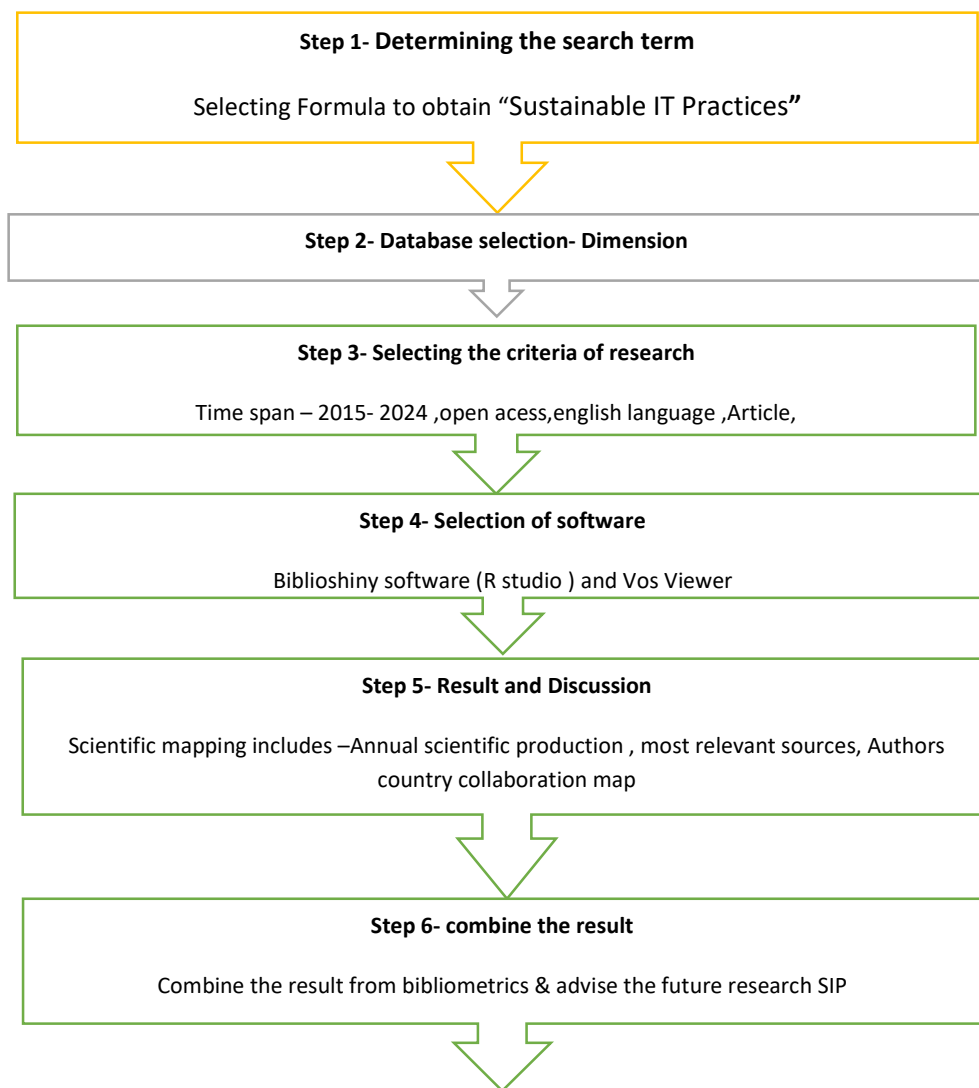 Step 1- Determining the search term
Selecting Formula to obtain “Sustainable IT Practices”
Step 2- Database selection- Dimension
Step 3- Selecting the criteria of research
Time span – 2015- 2024 ,open acess,english language ,Article,
Step 4- Selection of software
Biblioshiny software (R studio ) and Vos Viewer
Step 5- Result and Discussion
Scientific mapping includes –Annual scientific production , most relevant sources, Authors
country collaboration map
Step 6- combine the result
Combine the result from bibliometrics & advise the future research SIP